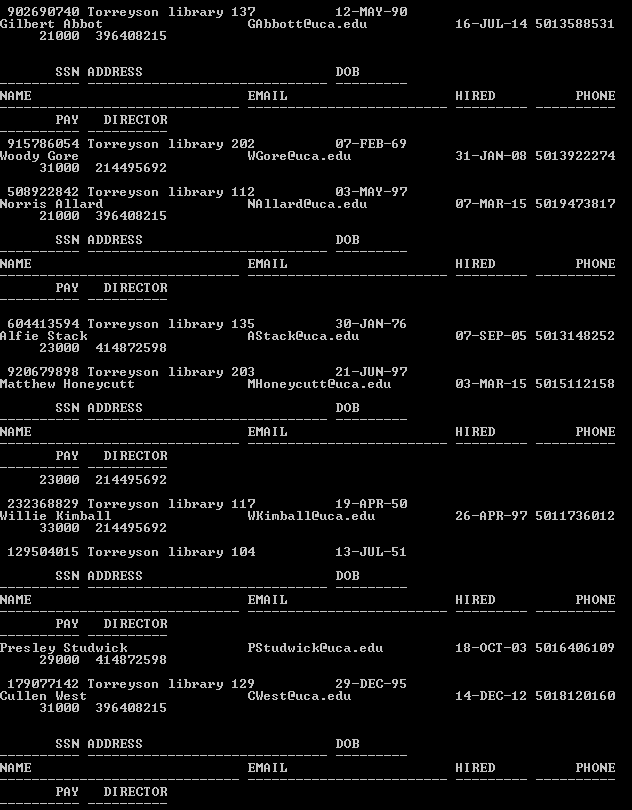 902690740 Torreyson library 137 12-MAY-90
Gilbert Abbot GAbbott@uca.edu 16-JUL-14 5013588531
21000 396408215
SSN ADDRESS DOB
---------- ------------------------------ ---------
NAME EMAIL HIRED PHONE
------------------------------ ------------------------- --------- ----------
PAY DIRECTOR
---------- ----------
915786054 Torreyson library 202 07-FEB-69
Woody Gore WGore@uca.edu 31-JAN-08 5013922274
31000 214495692
508922842 Torreyson library 112 03-MAY-97
Norris Allard NAllard@uca.edu 07-MAR-15 5019473817
21000 396408215
SSN ADDRESS DOB
---------- ------------------------------ ---------
NAME EMAIL HIRED PHONE
------------------------------ ------------------------- --------- ----------
PAY DIRECTOR
---------- ----------
604413594 Torreyson library 135 30-JAN-76
Alfie Stack AStack@uca.edu 07-SEP-05 5013148252
23000 414872598
920679898 Torreyson library 203 21-JUN-97
Matthew Honeycutt MHoneycutt@uca.edu 03-MAR-15 5015112158
SSN ADDRESS DOB
---------- ------------------------------ ---------
NAME EMAIL HIRED PHONE
------------------------------ ------------------------- --------- ----------
PAY DIRECTOR
---------- ----------
23000 214495692
232368829 Torreyson library 117 19-APR-50
Willie Kimball WKimball@uca.edu 26-APR-97 5011736012
33000 214495692
129504015 Torreyson library 104 13-JUL-51
SSN ADDRESS DOB
---------- ------------------------------ ---------
NAME EMAIL HIRED PHONE
------------------------------ ------------------------- --------- ----------
PAY DIRECTOR
---------- ----------
Presley Studwick PStudwick@uca.edu 18-OCT-03 5016406109
29000 414872598
179077142 Torreyson library 129 29-DEC-95
Cullen West CWest@uca.edu 14-DEC-12 5018120160
31000 396408215
SSN ADDRESS DOB
---------- ------------------------------ ---------
NAME EMAIL HIRED PHONE
------------------------------ ------------------------- --------- ----------
PAY DIRECTOR
---------- ----------